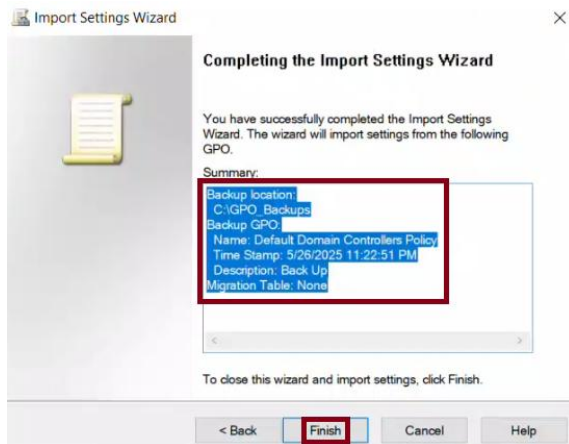 Import Settings Wizard
Completing the Import Settings Wizard
You have successfully completed the Import Settings
Wizard. The wizard will import settings from the following
GPO.
Summary:
Backup location:
C:\GPO_Backups
Backup GPO:
Name: Default Domain Controllers Policy
Time Stamp: 5/26/2025 11:22:51 PM
Description: Back Up
Migration Table: None
To close this wizard and import settings, click Finish.
< Back Finish Cancel Help